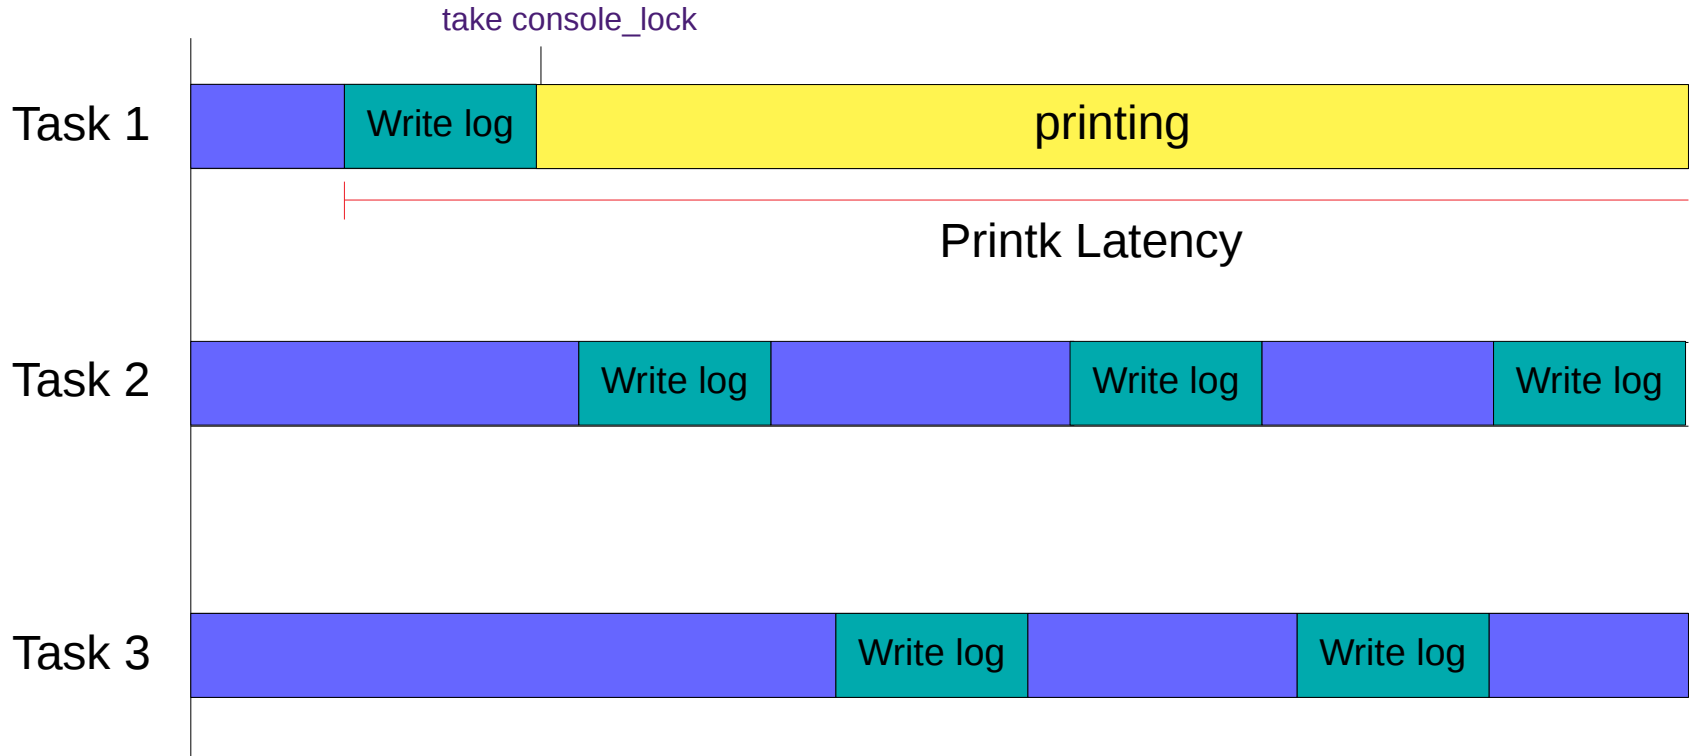 take console_lock
Task 1
Write log
printing
Printk Latency
Task 2
Write log
Write log
Write log
Task 3
Write log
Write log